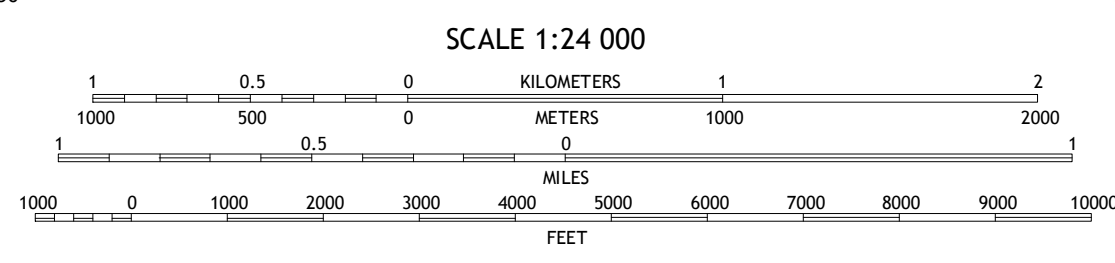 SCALE 1:24 000
1 0.5 0 KILOMETERS 1 2
1000 500 0 METERS 1000 2000
1 0.5 0 1
MILES
1000 0 1000 2000 3000 4000 5000 6000 7000 8000 9000 10000
FEET